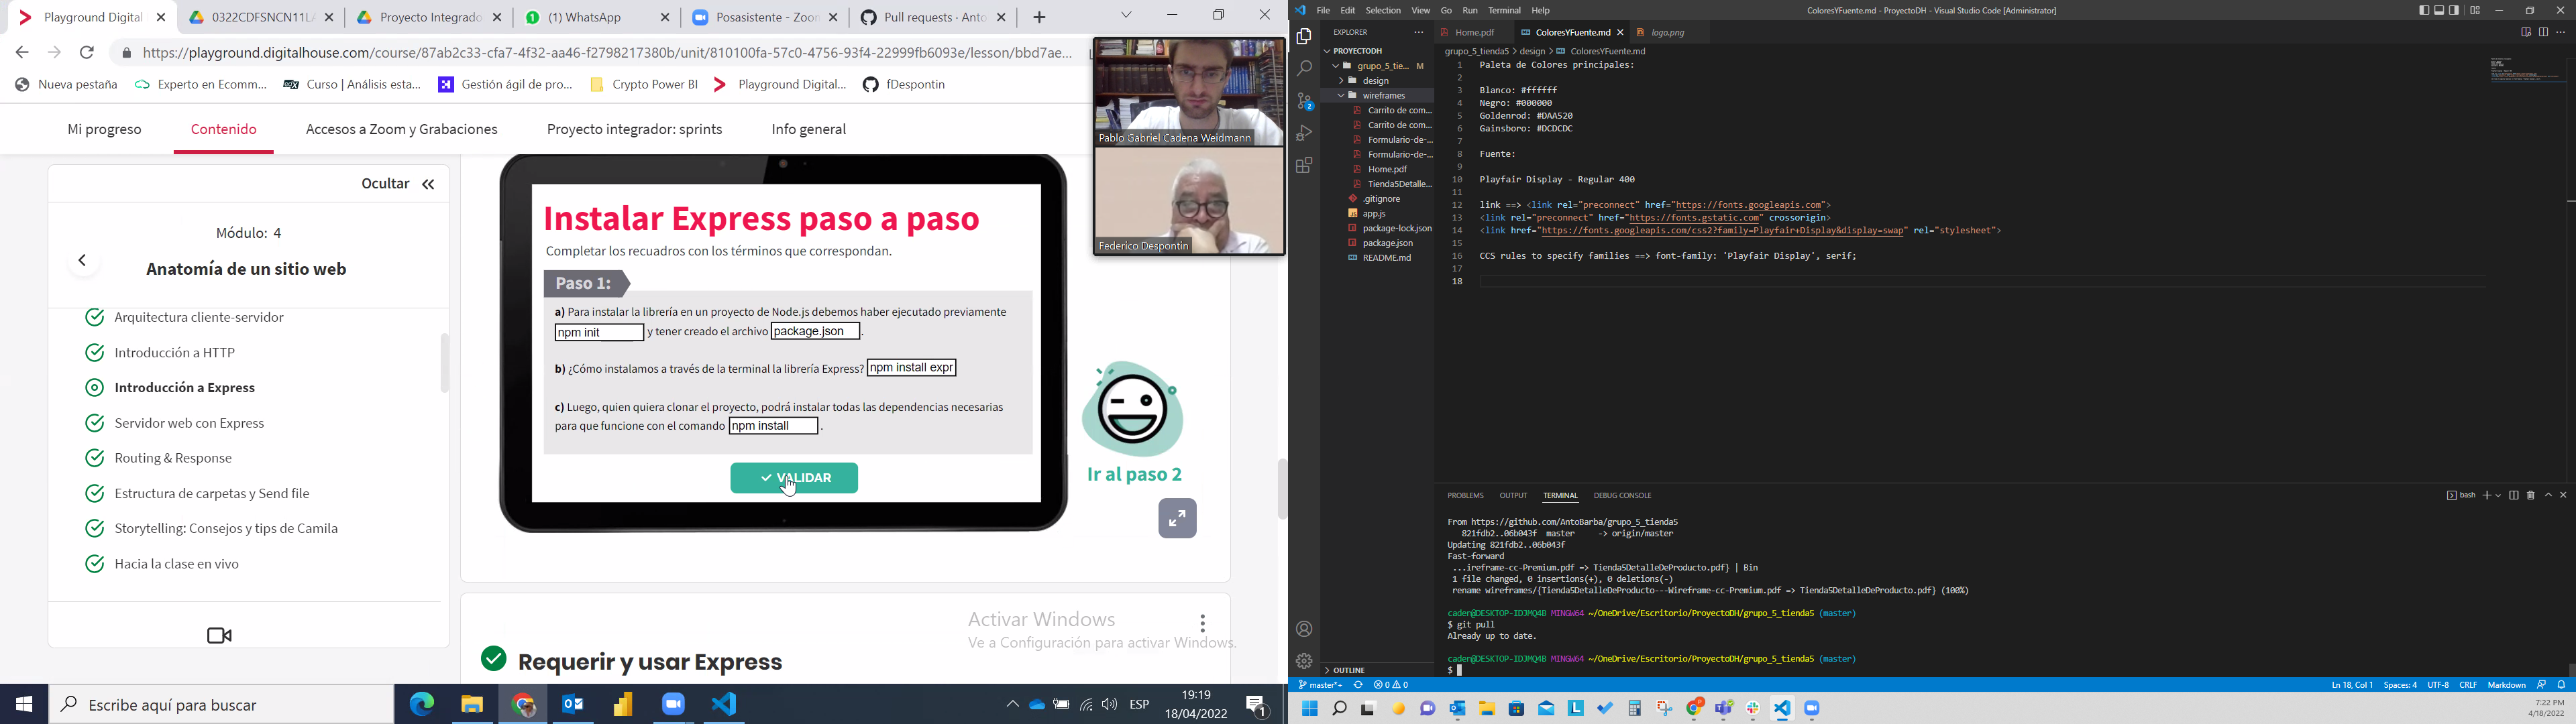 Playground Digital
0322CDFSNCN11L
Proyecto Integrado
(1) WhatsApp
Posasistente - Zoom
Pull requests · Anto
https://playground.digitalhouse.com/course/87ab2c33-cfa7-4f32-aa46-f2798217380b/unit/810100fa-57c0-4756-93f4-22999fb6093e/lesson/bbd7ae...
Nueva pestaña
Experto en Ecomm...
Curso | Análisis esta...
Gestión ágil de pro...
Crypto Power BI
Playground Digital...
fDespontin
Mi progreso
Contenido
Accesos a Zoom y Grabaciones
Proyecto integrador: sprints
Info general
Ocultar
Módulo: 4
Anatomía de un sitio web
Arquitectura cliente-servidor
Introducción a HTTP
Introducción a Express
Servidor web con Express
Routing & Response
Estructura de carpetas y Send file
Storytelling: Consejos y tips de Camila
Hacia la clase en vivo
Instalar Express paso a paso
Completar los recuadros con los términos que correspondan.
Paso 1:
a) Para instalar la librería en un proyecto de Node.js debemos haber ejecutado previamente
npm init y tener creado el archivo package.json .
b) ¿Cómo instalamos a través de la terminal la librería Express? npm install expr
c) Luego, quien quiera clonar el proyecto, podrá instalar todas las dependencias necesarias
para que funcione con el comando npm install .
VALIDAR
Ir al paso 2
Requerir y usar Express
Activar Windows
Ve a Configuración para activar Windows.
Pablo Gabriel Cadena Weidmann
Federico Despontin
Escribe aquí para buscar
ESP
19:19
18/04/2022
1
File Edit Selection View Go Run Terminal Help
ColoresYFuente.md - ProyectoDH - Visual Studio Code [Administrator]
EXPLORER
PROYECTODH
grupo_5_tie... M
design
wireframes
Carrito de com...
Carrito de com...
Formulario-de-...
Formulario-de-...
Home.pdf
Tienda5Detalle...
.gitignore
app.js
package-lock.json
package.json
README.md
OUTLINE
2
Home.pdf
ColoresYFuente.md
logo.png
grupo_5_tienda5 > design > ColoresYFuente.md
1 Paleta de Colores principales:
2
3 Blanco: #ffffff
4 Negro: #000000
5 Goldenrod: #DAA520
6 Gainsboro: #DCDCDC
7
8 Fuente:
9
10 Playfair Display - Regular 400
11
12 link ==> <link rel="preconnect" href="https://fonts.googleapis.com">
13 <link rel="preconnect" href="https://fonts.gstatic.com" crossorigin>
14 <link href="https://fonts.googleapis.com/css2?family=Playfair+Display&display=swap" rel="stylesheet">
15
16 CCS rules to specify families ==> font-family: 'Playfair Display', serif;
17
18
PROBLEMS OUTPUT TERMINAL DEBUG CONSOLE
bash
From https://github.com/AntoBarba/grupo_5_tienda5
821fdb2..06b043f master -> origin/master
Updating 821fdb2..06b043f
Fast-forward
...ireframe-cc-Premium.pdf => Tienda5DetalleDeProducto.pdf} | Bin
1 file changed, 0 insertions(+), 0 deletions(-)
rename wireframes/{Tienda5DetalleDeProducto---Wireframe-cc-Premium.pdf => Tienda5DetalleDeProducto.pdf} (100%)
cader@DESKTOP-IDJMQ4B MINGW64 ~/OneDrive/Escritorio/ProyectoDH/grupo_5_tienda5 (master)
$ git pull
Already up to date.
cader@DESKTOP-IDJMQ4B MINGW64 ~/OneDrive/Escritorio/ProyectoDH/grupo_5_tienda5 (master)
$
master*+
0 0
Ln 18, Col 1 Spaces: 4 UTF-8 CRLF Markdown
7:22 PM
4/18/2022